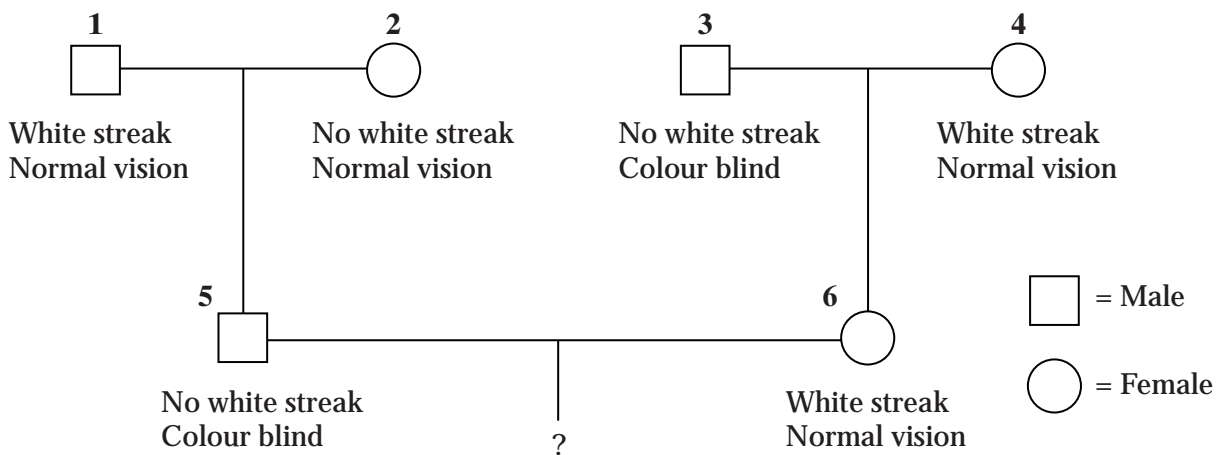 1
2
3
4
White streak
Normal vision
No white streak
Normal vision
No white streak
Colour blind
White streak
Normal vision
5
6
= Male
= Female
No white streak
Colour blind
White streak
Normal vision
?